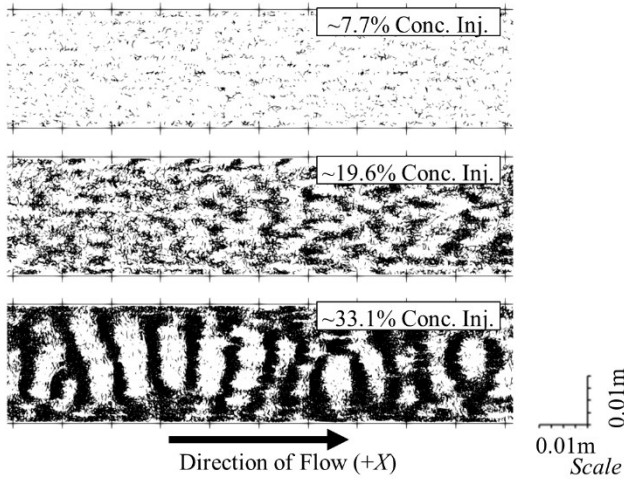 ~7.7% Conc. Inj.
~19.6% Conc. Inj.
~33.1% Conc. Inj.
0.01m
0.01m
Direction of Flow (+X)
Scale